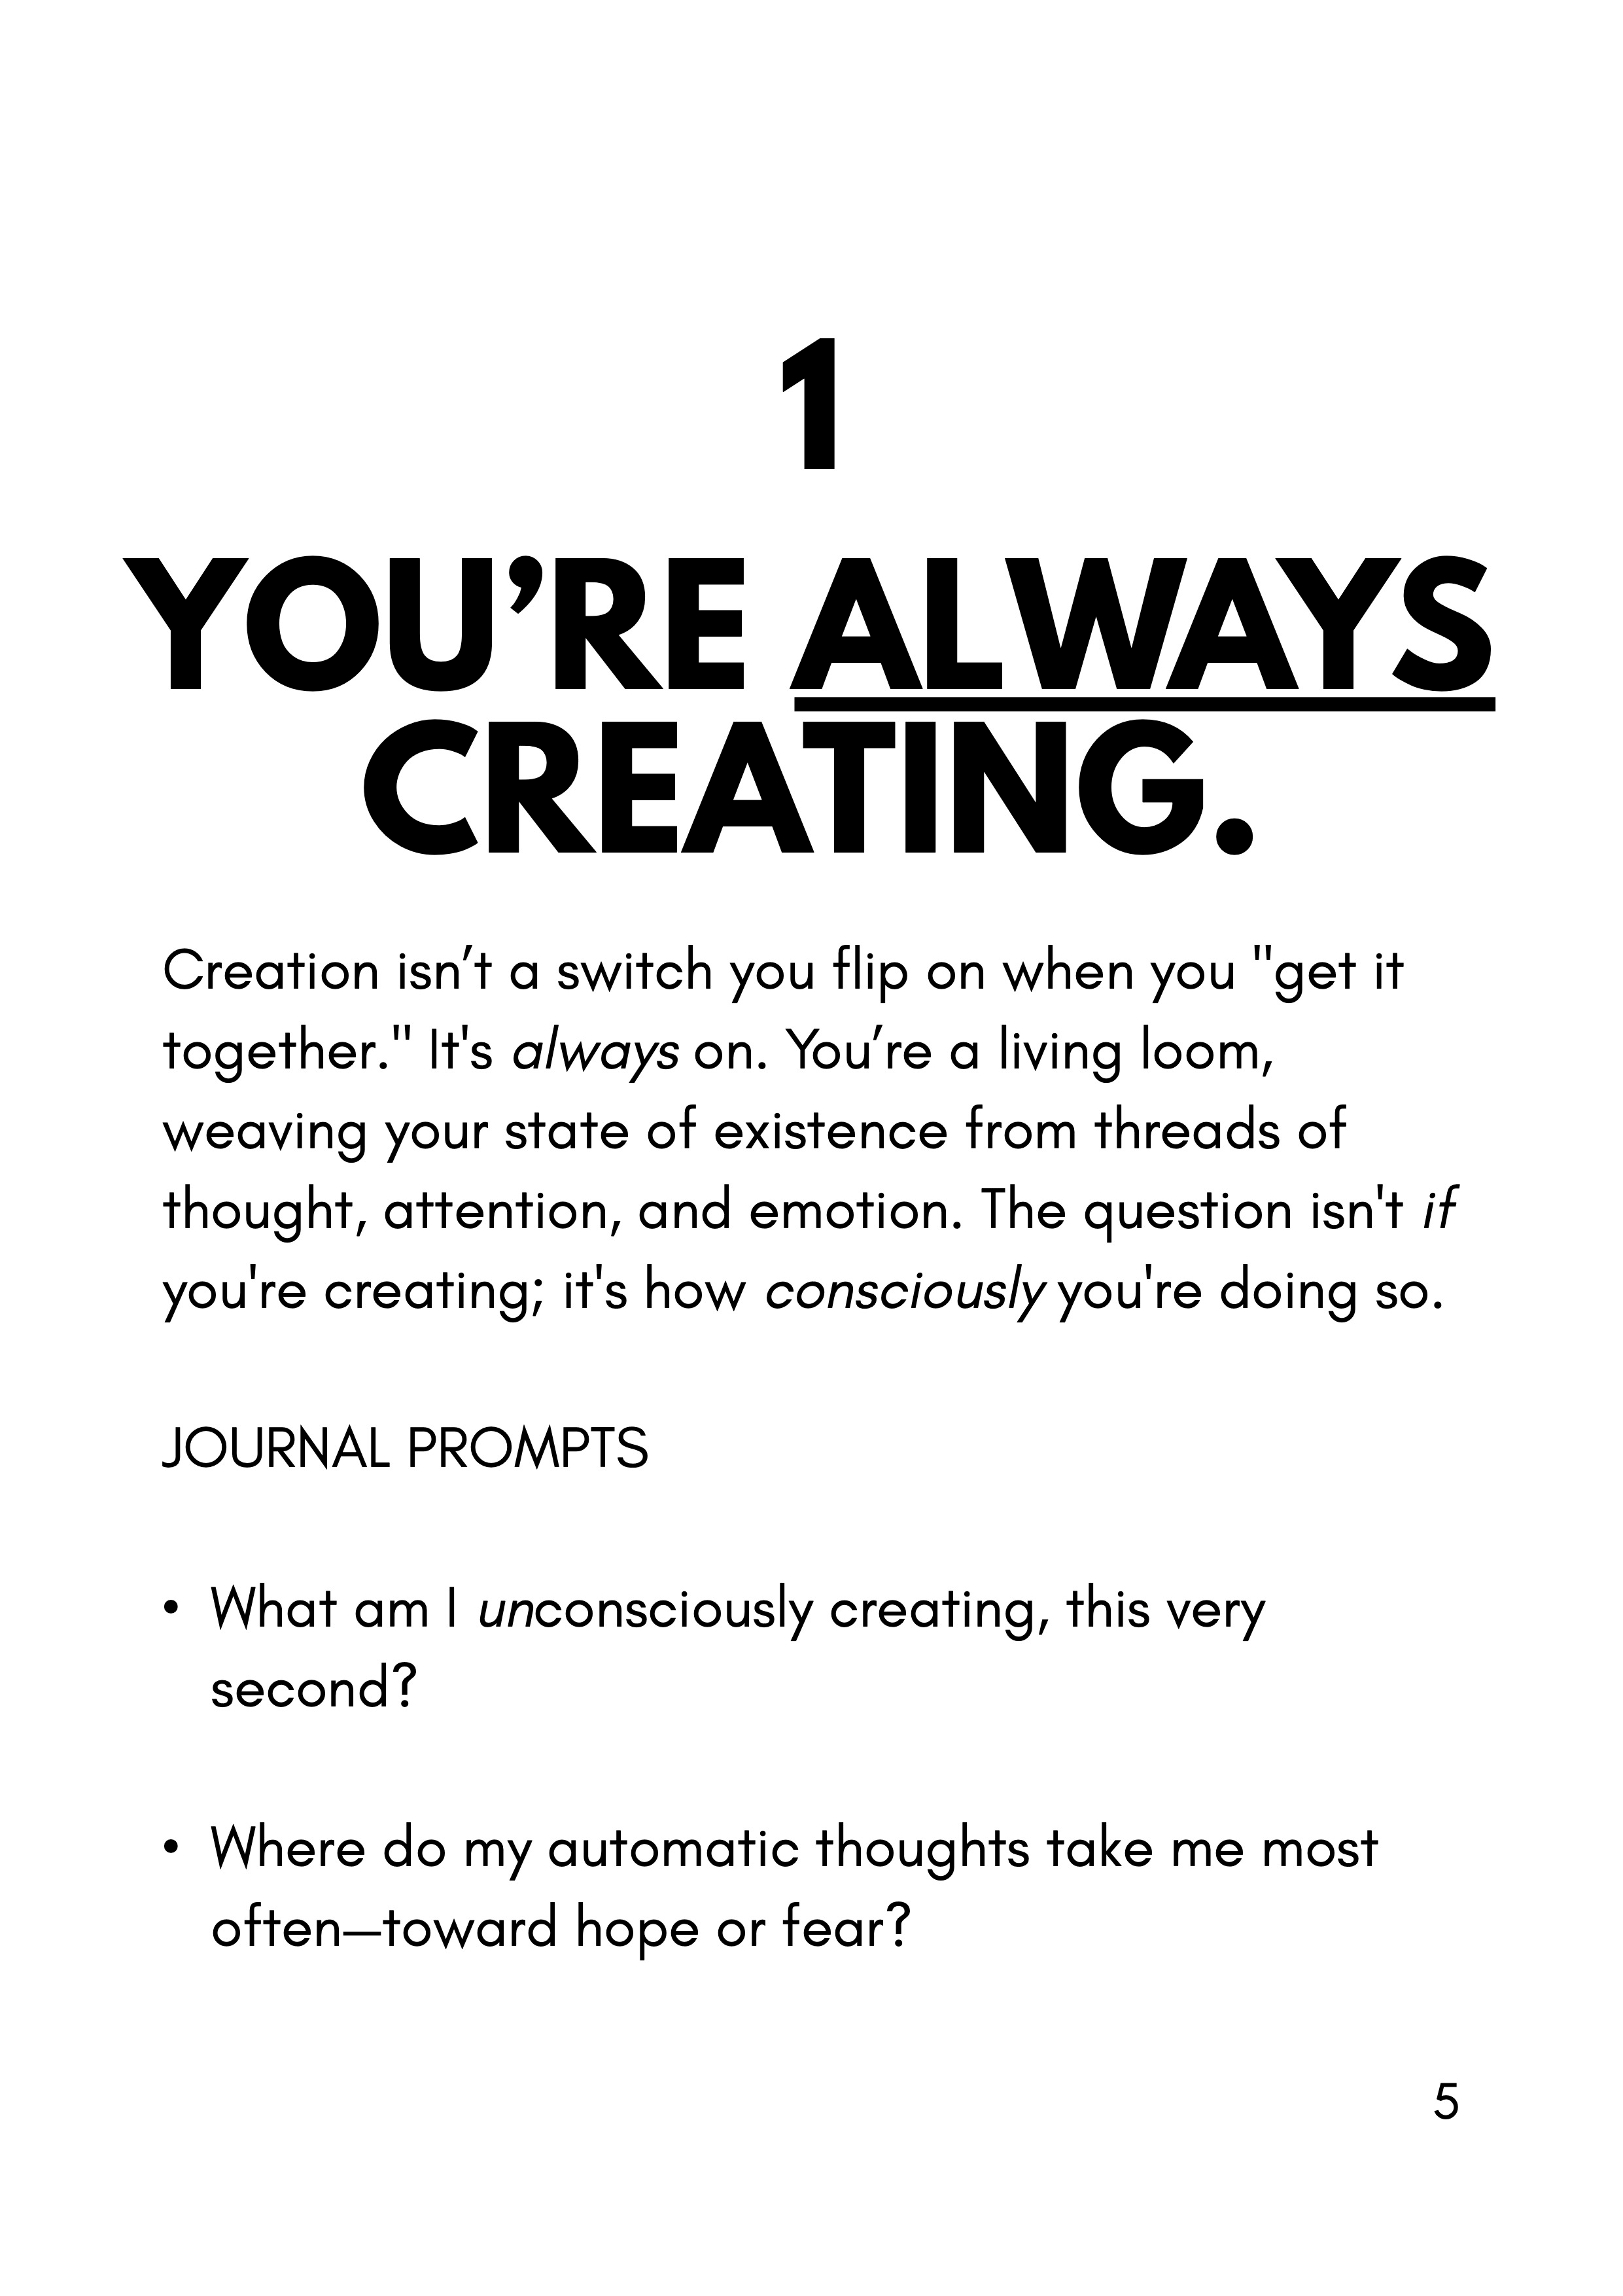 1
YOU’RE ALWAYS
CREATING.
Creation isn’t a switch you flip on when you "get it
together." It's always on. You’re a living loom,
weaving your state of existence from threads of
thought, attention, and emotion. The question isn't if
you're creating; it's how consciously you're doing so.
JOURNAL PROMPTS
• What am I unconsciously creating, this very
second?
• Where do my automatic thoughts take me most
often—toward hope or fear?
5